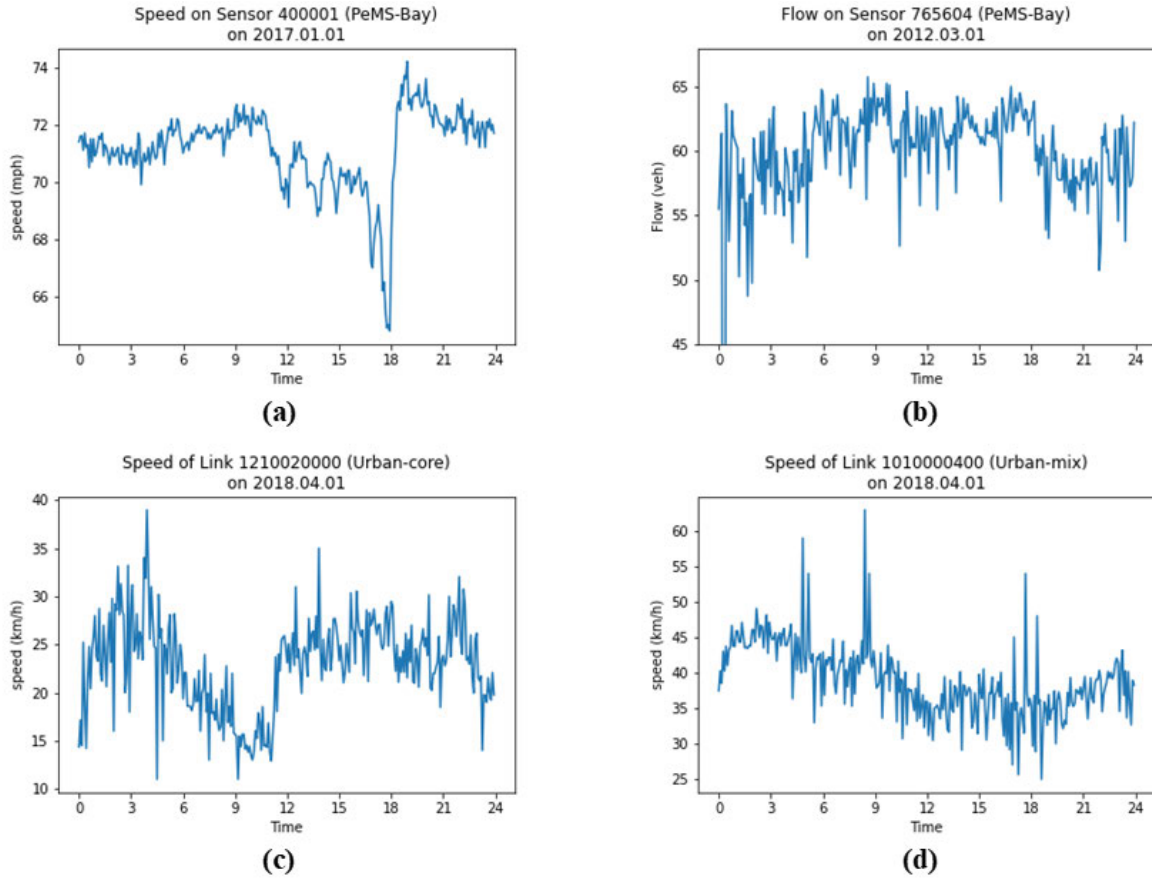 Speed on Sensor 400001 (PeMS-Bay)
on 2017.01.01
speed (mph)
74
72
70
68
66
0 3 6 9 12 15 18 21 24
Time
(a)
Flow on Sensor 765604 (PeMS-Bay)
on 2012.03.01
Flow (veh)
65
60
55
50
45
0 3 6 9 12 15 18 21 24
Time
(b)
Speed of Link 1210020000 (Urban-core)
on 2018.04.01
speed (km/h)
40
35
30
25
20
15
10
0 3 6 9 12 15 18 21 24
Time
(c)
Speed of Link 1010000400 (Urban-mix)
on 2018.04.01
speed (km/h)
60
55
50
45
40
35
30
25
0 3 6 9 12 15 18 21 24
Time
(d)